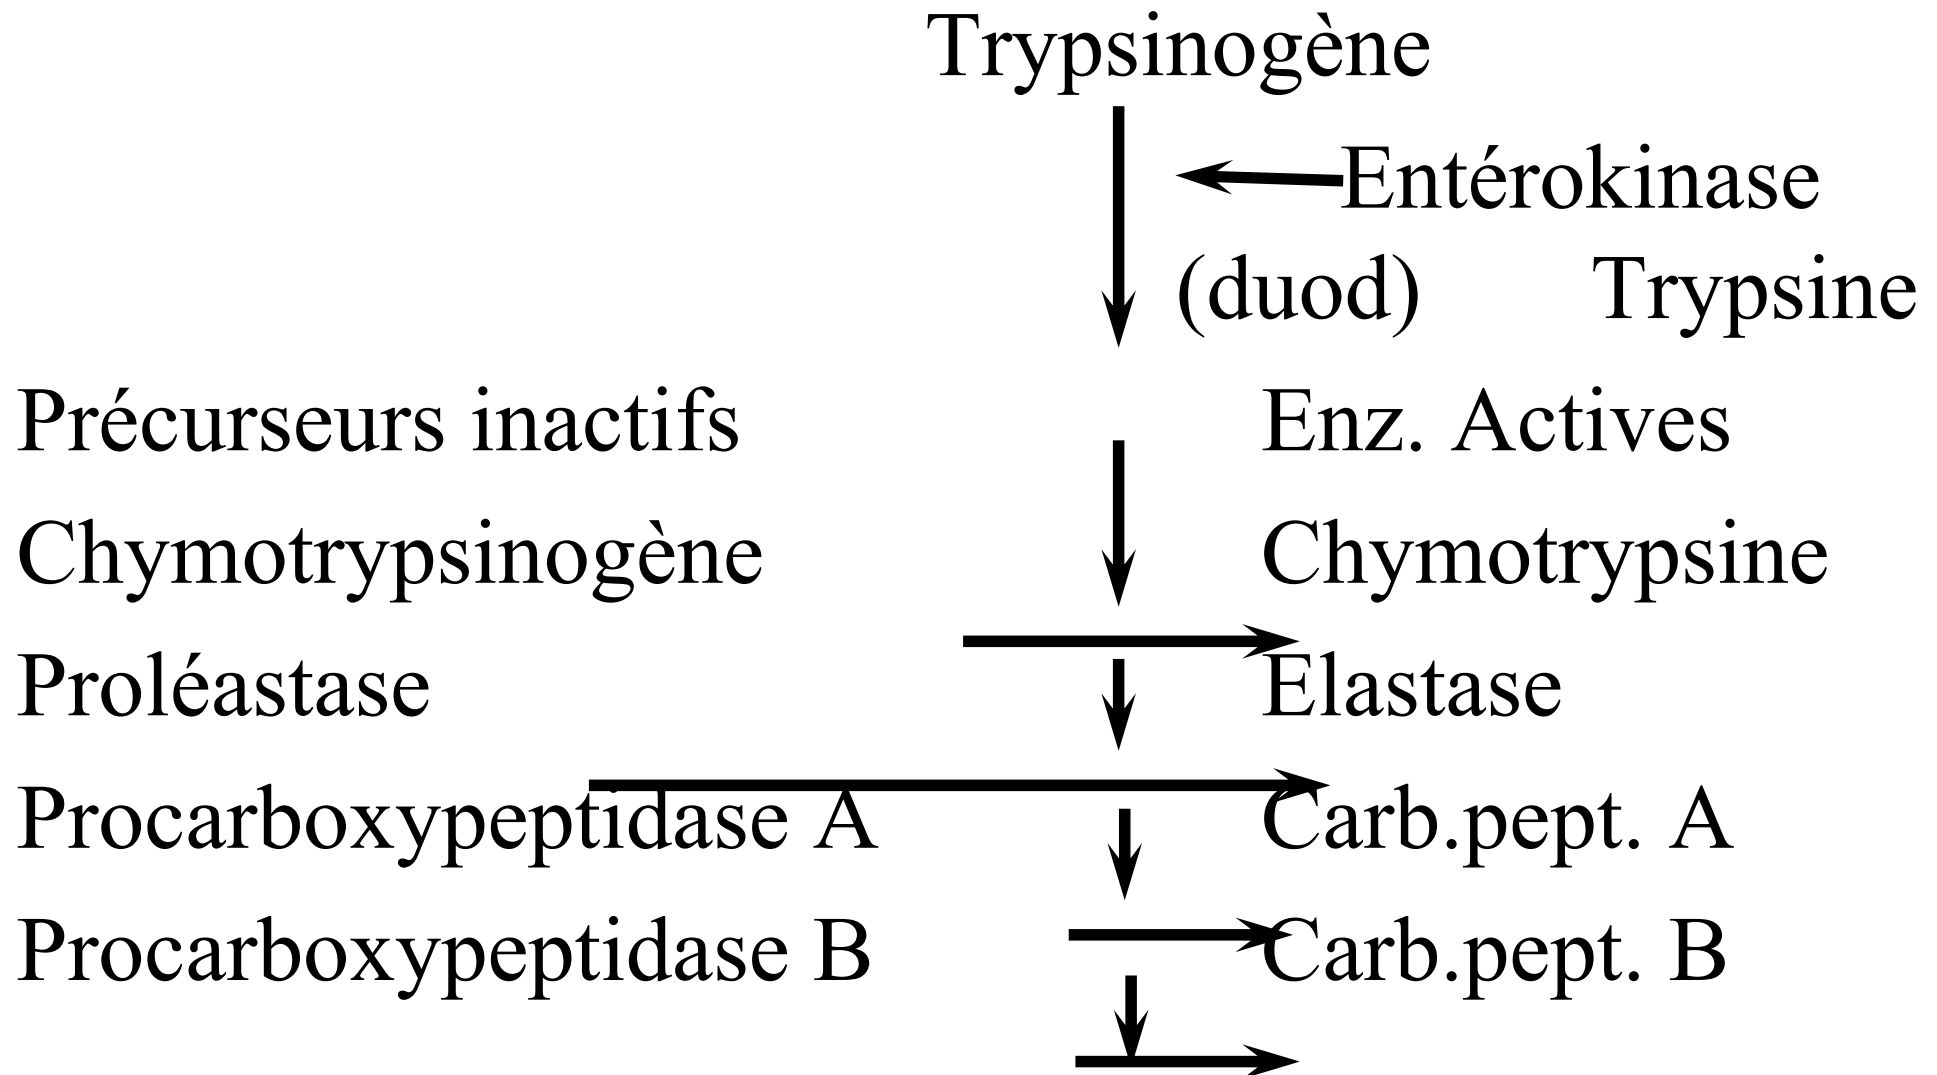 Trypsinogène
Entérokinase
(duod) Trypsine
Précurseurs inactifs Enz. Actives
Chymotrypsinogène Chymotrypsine
Proléastase Elastase
Procarboxypeptidase A Carb.pept. A
Procarboxypeptidase B Carb.pept. B